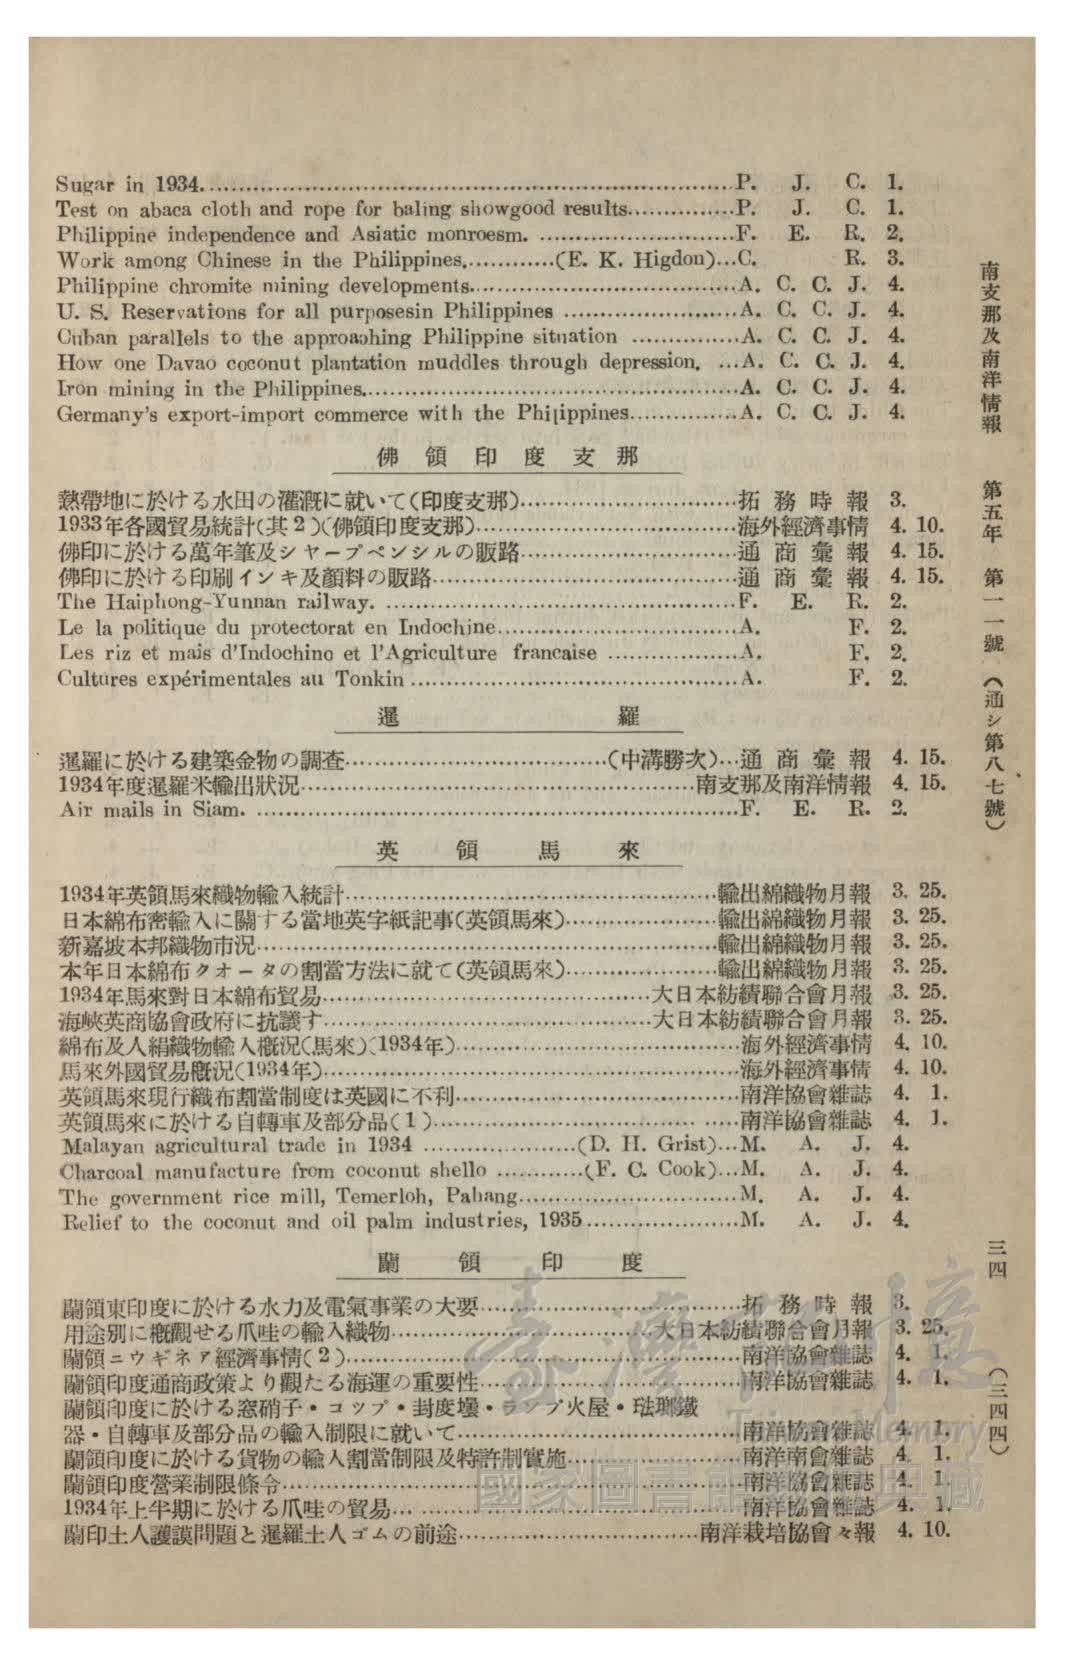 Sugar in 1934. P. J. C. 1.
Test on abaca cloth and rope for baling showgood results. P. J. C. 1.
Philippine independence and Asiatic monroesm. F. E. R. 2.
Work among Chinese in the Philippines. (E. K. Higdon) C. R. 3.
Philippine chromite mining developments. A. C. C. J. 4.
U. S. Reservations for all purposesin Philippines A. C. C. J. 4.
Cuban parallels to the approaching Philippine situation A. C. C. J. 4.
How one Davao coconut plantation muddles through depression. A. C. C. J. 4.
Iron mining in the Philippines. A. C. C. J. 4.
Germany's export-import commerce with the Philippines A. C. C. J. 4.
佛領印度支那
熱帶地に於ける水田の灌漑に就いて(印度支那) 拓務時報 3.
1933年各國貿易統計(其2)(佛領印度支那) 海外經濟事情 4. 10.
佛印に於ける萬年筆及シヤープペンシルの販路 通商彙報 4. 15.
佛印に於ける印刷インキ及顏料の販路 通商彙報 4. 15.
The Haiphong-Yunnan railway. F. E. R. 2.
Le la politique du protectorat en Indochine A. F. 2.
Les riz et mais d'Indochino et l'Agriculture francaise A. F. 2.
Cultures expérimentales au Tonkin A. F. 2.
暹羅
暹羅に於ける建築金物の調査 (中溝勝次) 通商彙報 4. 15.
1934年度暹羅米輸出狀況 南支那及南洋情報 4. 15.
Air mails in Siam. F. E. R. 2.
英領馬來
1934年英領馬來織物輸入統計 輸出綿織物月報 3. 25.
日本綿布密輸入に關する當地英字紙記事(英領馬來) 輸出綿織物月報 3. 25.
新嘉坡本邦織物市況 輸出綿織物月報 3. 25.
本年日本綿布クオータの割當方法に就て(英領馬來) 輸出綿織物月報 3. 25.
1934年馬來對日本綿布貿易 大日本紡績聯合會月報 3. 25.
海峽英商協會政府に抗議す 大日本紡績聯合會月報 3. 25.
綿布及人絹織物輸入槪況(馬來)(1934年) 海外經濟事情 4. 10.
馬來外國貿易槪況(1934年) 海外經濟事情 4. 10.
英領馬來現行織布割當制度は英國に不利 南洋協會雜誌 4. 1.
英領馬來に於ける自轉車及部分品(1) 南洋協會雜誌 4. 1.
Malayan agricultural trade in 1934 (D. H. Grist) M. A. J. 4.
Charcoal manufacture from coconut shello (F. C. Cook) M. A. J. 4.
The government rice mill, Temerloh, Pahang M. A. J. 4.
Relief to the coconut and oil palm industries, 1935 M. A. J. 4.
蘭領印度
蘭領東印度に於ける水力及電氣事業の大要 拓務時報 3.
用途別に槪觀せる爪哇の輸入織物 大日本紡績聯合會月報 3. 25.
蘭領ニウギネア經濟事情(2) 南洋協會雜誌 4. 1.
蘭領印度通商政策より觀たる海運の重要性 南洋協會雜誌 4. 1.
蘭領印度に於ける窓硝子・コツプ・封度壜・ランプ火屋・琺瑯鐵
器・自轉車及部分品の輸入制限に就いて 南洋協會雜誌 4. 1.
蘭領印度に於ける貨物の輸入割當制限及特許制實施 南洋南會雜誌 4. 1.
蘭領印度營業制限條令 南洋協會雜誌 4. 1.
1934年上半期に於ける爪哇の貿易 南洋協會雜誌 4. 1.
蘭印土人護謨問題と暹羅土人ゴムの前途 南洋栽培協會々報 4. 10.
南支那及南洋情報 第五年 第一一號 (通シ第八七號)
三四 (三四四)
臺灣記憶
Taiwan Memory
國家圖書館數位典藏